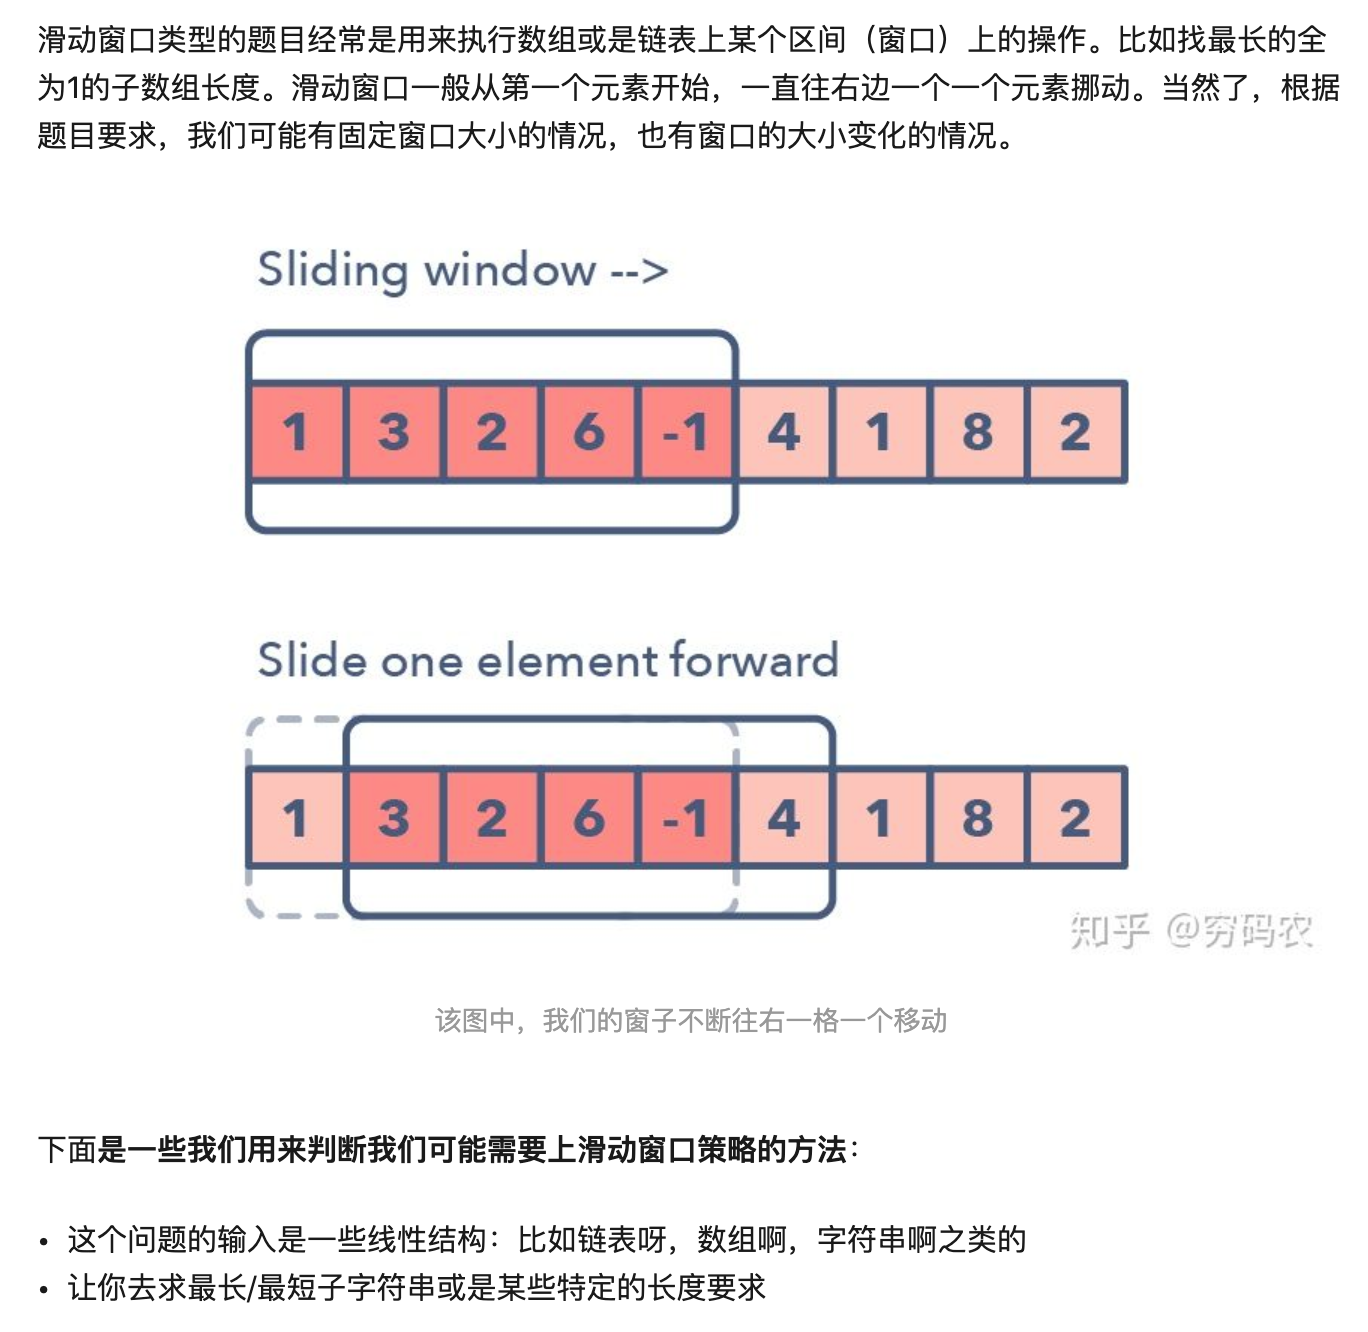 滑动窗口类型的题目经常是用来执行数组或是链表上某个区间（窗口）上的操作。比如找最长的全
为1的子数组长度。滑动窗口一般从第一个元素开始，一直往右边一个一个元素挪动。当然了，根据
题目要求，我们可能有固定窗口大小的情况，也有窗口的大小变化的情况。
Sliding window -->
1 3 2 6 -1 4 1 8 2
Slide one element forward
1 3 2 6 -1 4 1 8 2
知乎 @穷码农
该图中，我们的窗子不断往右一格一个移动
下面是一些我们用来判断我们可能需要上滑动窗口策略的方法：
• 这个问题的输入是一些线性结构：比如链表呀，数组啊，字符串啊之类的
• 让你去求最长/最短子字符串或是某些特定的长度要求